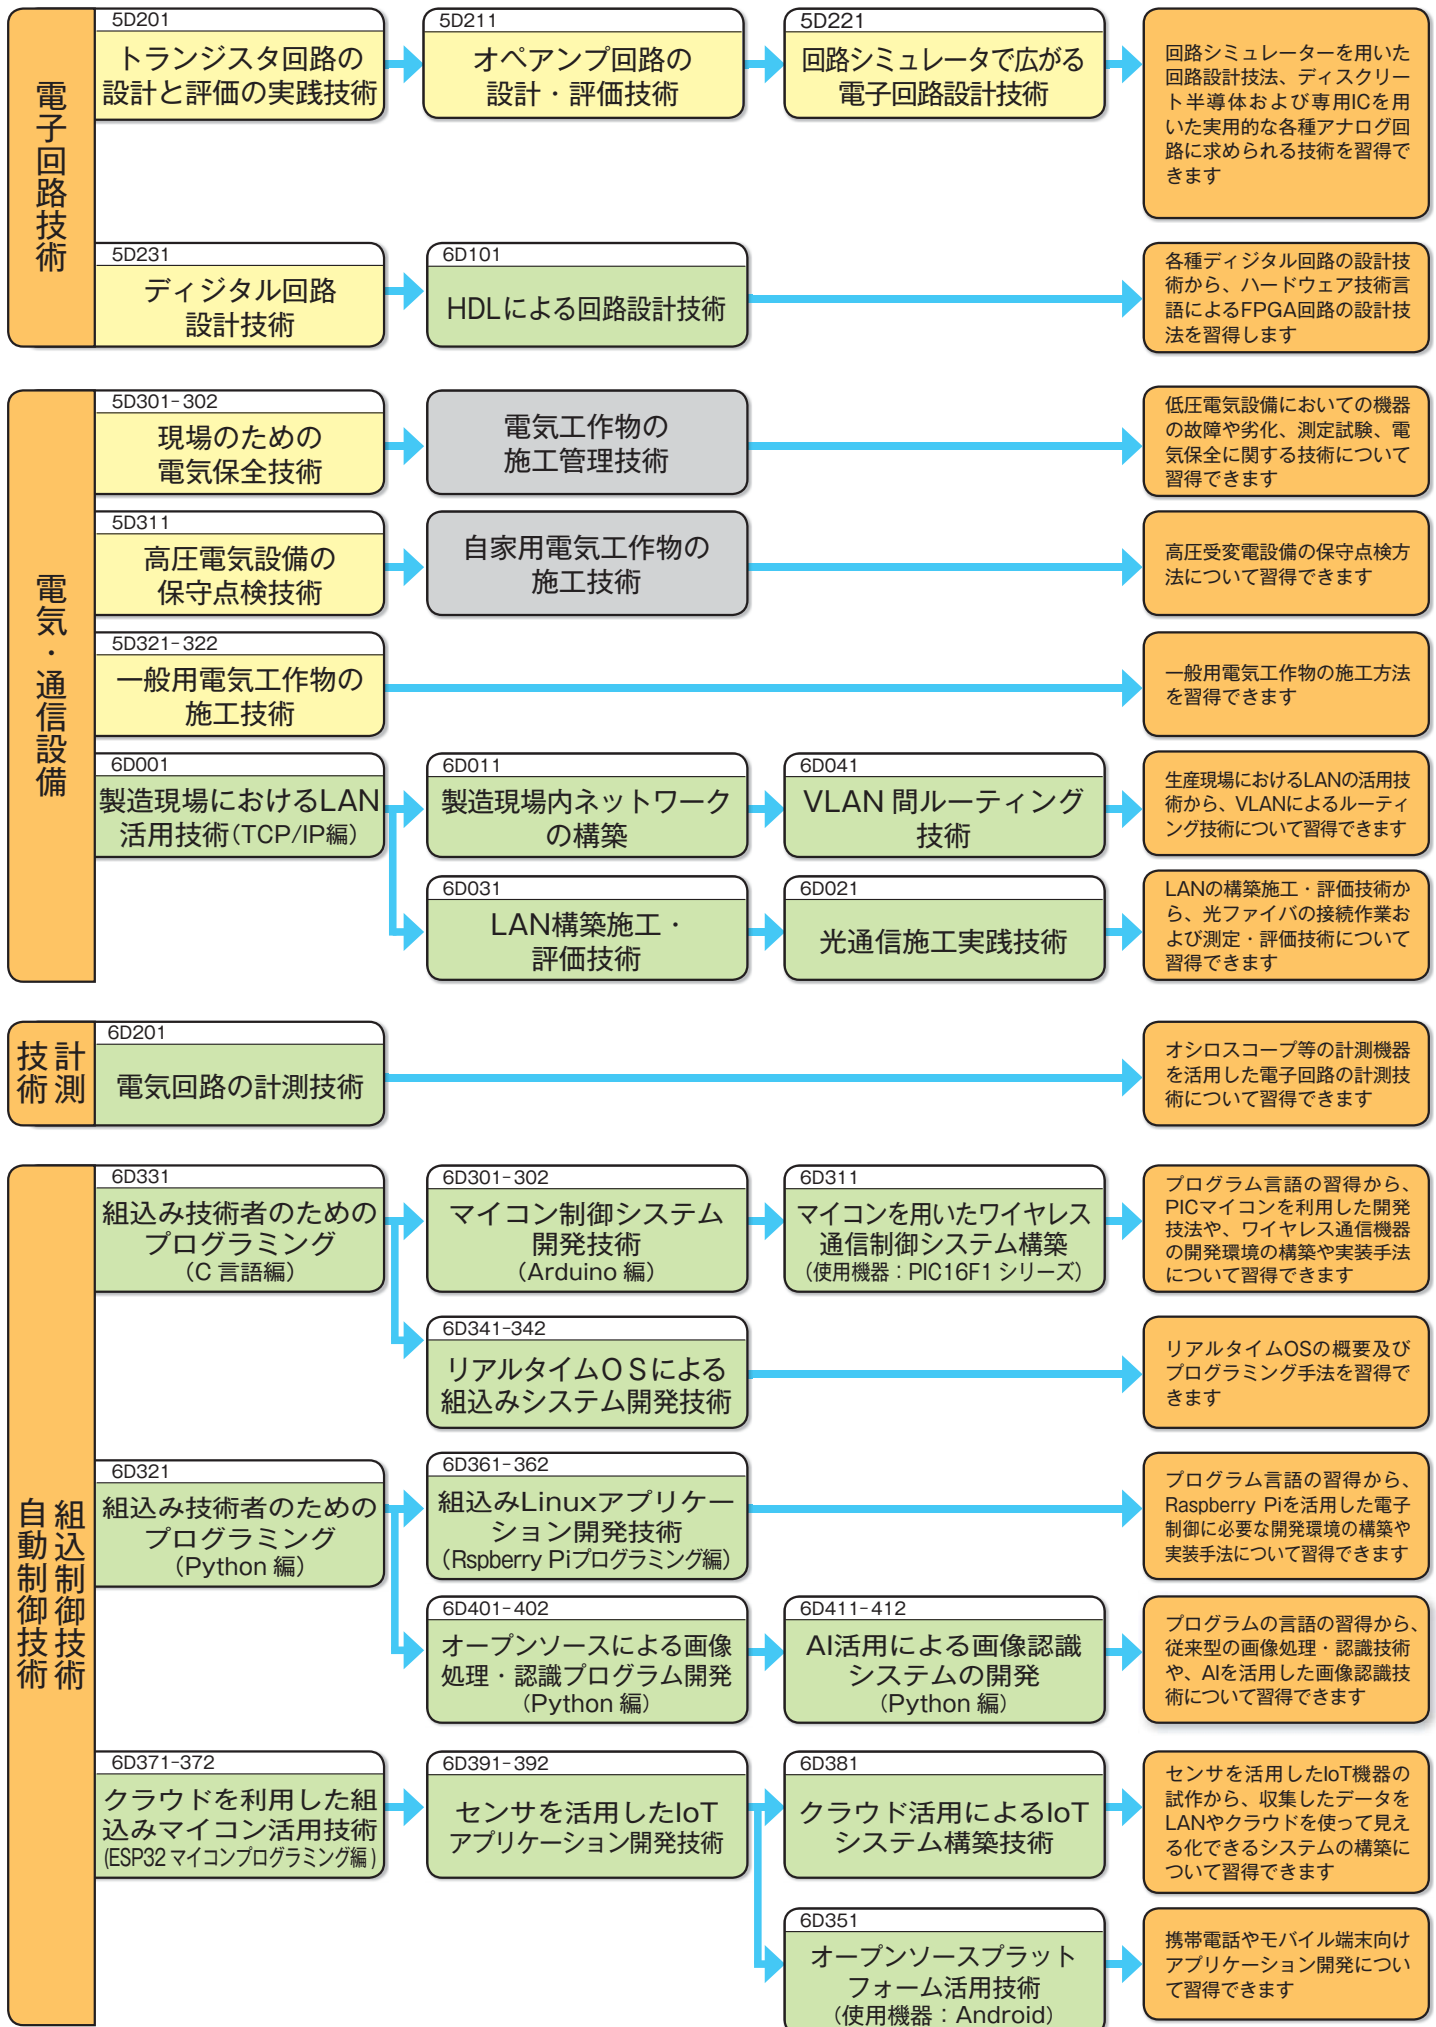 電子回路技術
5D201
トランジスタ回路の
設計と評価の実践技術
5D211
オペアンプ回路の
設計・評価技術
5D221
回路シミュレータで広がる
電子回路設計技術
回路シミュレーターを用いた
回路設計技法、ディスクリー
ト半導体および専用ICを用
いた実用的な各種アナログ回
路に求められる技術を習得で
きます
5D231
ディジタル回路
設計技術
6D101
HDLによる回路設計技術
各種ディジタル回路の設計技
術から、ハードウェア技術言
語によるFPGA回路の設計技
法を習得します
電気・通信設備
5D301-302
現場のための
電気保全技術
電気工作物の
施工管理技術
低圧電気設備においての機器
の故障や劣化、測定試験、電
気保全に関する技術について
習得できます
5D311
高圧電気設備の
保守点検技術
自家用電気工作物の
施工技術
高圧受変電設備の保守点検方
法について習得できます
5D321-322
一般用電気工作物の
施工技術
一般用電気工作物の施工方法
を習得できます
6D001
製造現場におけるLAN
活用技術(TCP/IP編)
6D011
製造現場内ネットワーク
の構築
6D041
VLAN 間ルーティング
技術
生産現場におけるLANの活用技
術から、VLANによるルーティ
ング技術について習得できます
6D031
LAN構築施工・
評価技術
6D021
光通信施工実践技術
LANの構築施工・評価技術か
ら、光ファイバの接続作業お
よび測定・評価技術について
習得できます
計測
技術
6D201
電気回路の計測技術
オシロスコープ等の計測機器
を活用した電子回路の計測技
術について習得できます
組込制御技術
自動制御技術
6D331
組込み技術者のための
プログラミング
(C 言語編)
6D301-302
マイコン制御システム
開発技術
(Arduino 編)
6D311
マイコンを用いたワイヤレス
通信制御システム構築
(使用機器：PIC16F1 シリーズ)
プログラム言語の習得から、
PICマイコンを利用した開発
技法や、ワイヤレス通信機器
の開発環境の構築や実装手法
について習得できます
6D341-342
リアルタイムＯＳによる
組込みシステム開発技術
リアルタイムOSの概要及び
プログラミング手法を習得で
きます
6D321
組込み技術者のための
プログラミング
(Python 編)
6D361-362
組込みLinuxアプリケー
ション開発技術
(Rspberry Piプログラミング編)
プログラム言語の習得から、
Raspberry Piを活用した電子
制御に必要な開発環境の構築や
実装手法について習得できます
6D401-402
オープンソースによる画像
処理・認識プログラム開発
(Python 編)
6D411-412
AI活用による画像認識
システムの開発
(Python 編)
プログラムの言語の習得から、
従来型の画像処理・認識技術
や、AIを活用した画像認識技
術について習得できます
6D371-372
クラウドを利用した組
込みマイコン活用技術
(ESP32 マイコンプログラミング編 )
6D391-392
センサを活用したIoT
アプリケーション開発技術
6D381
クラウド活用によるIoT
システム構築技術
センサを活用したIoT機器の
試作から、収集したデータを
LANやクラウドを使って見え
る化できるシステムの構築に
ついて習得できます
6D351
オープンソースプラット
フォーム活用技術
(使用機器：Android)
携帯電話やモバイル端末向け
アプリケーション開発につい
て習得できます